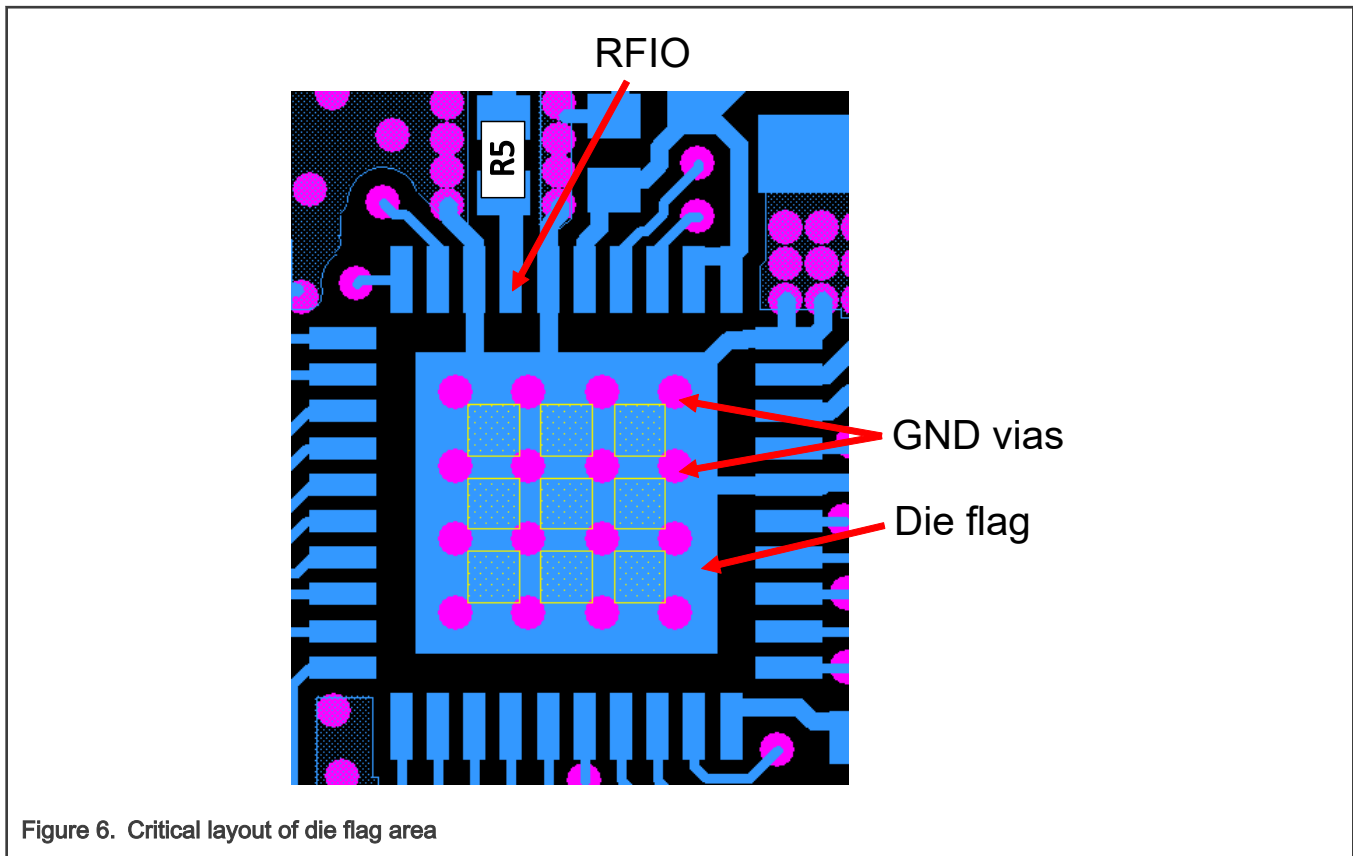 RFIO
R5
GND vias
Die flag
Figure 6. Critical layout of die flag area